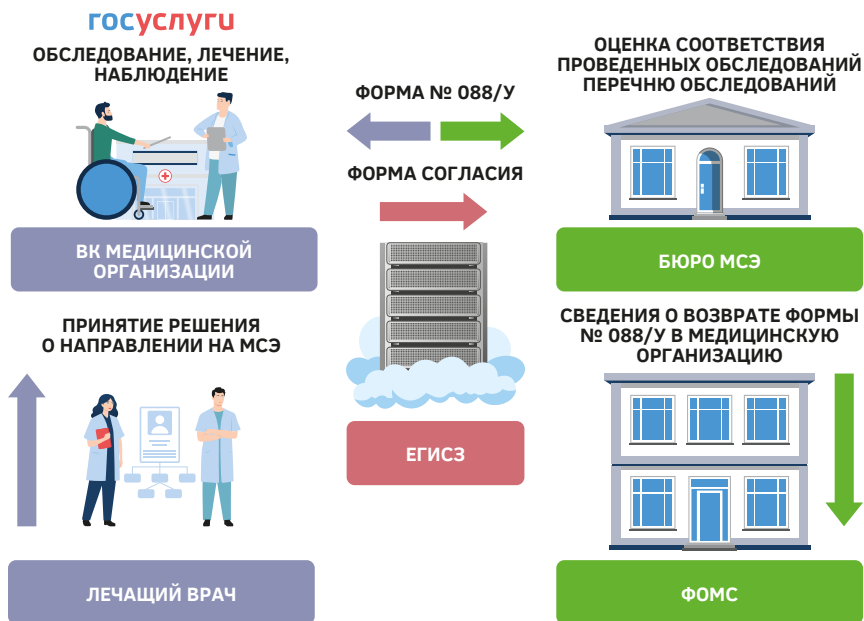 госуслуги
ОБСЛЕДОВАНИЕ, ЛЕЧЕНИЕ,
НАБЛЮДЕНИЕ
ВК МЕДИЦИНСКОЙ
ОРГАНИЗАЦИИ
ПРИНЯТИЕ РЕШЕНИЯ
О НАПРАВЛЕНИИ НА МСЭ
ЛЕЧАЩИЙ ВРАЧ
ФОРМА № 088/У
ФОРМА СОГЛАСИЯ
ЕГИСЗ
ОЦЕНКА СООТВЕТСТВИЯ
ПРОВЕДЕННЫХ ОБСЛЕДОВАНИЙ
ПЕРЕЧНЮ ОБСЛЕДОВАНИЙ
БЮРО МСЭ
СВЕДЕНИЯ О ВОЗВРАТЕ ФОРМЫ
№ 088/У В МЕДИЦИНСКУЮ
ОРГАНИЗАЦИЮ
ФОМС